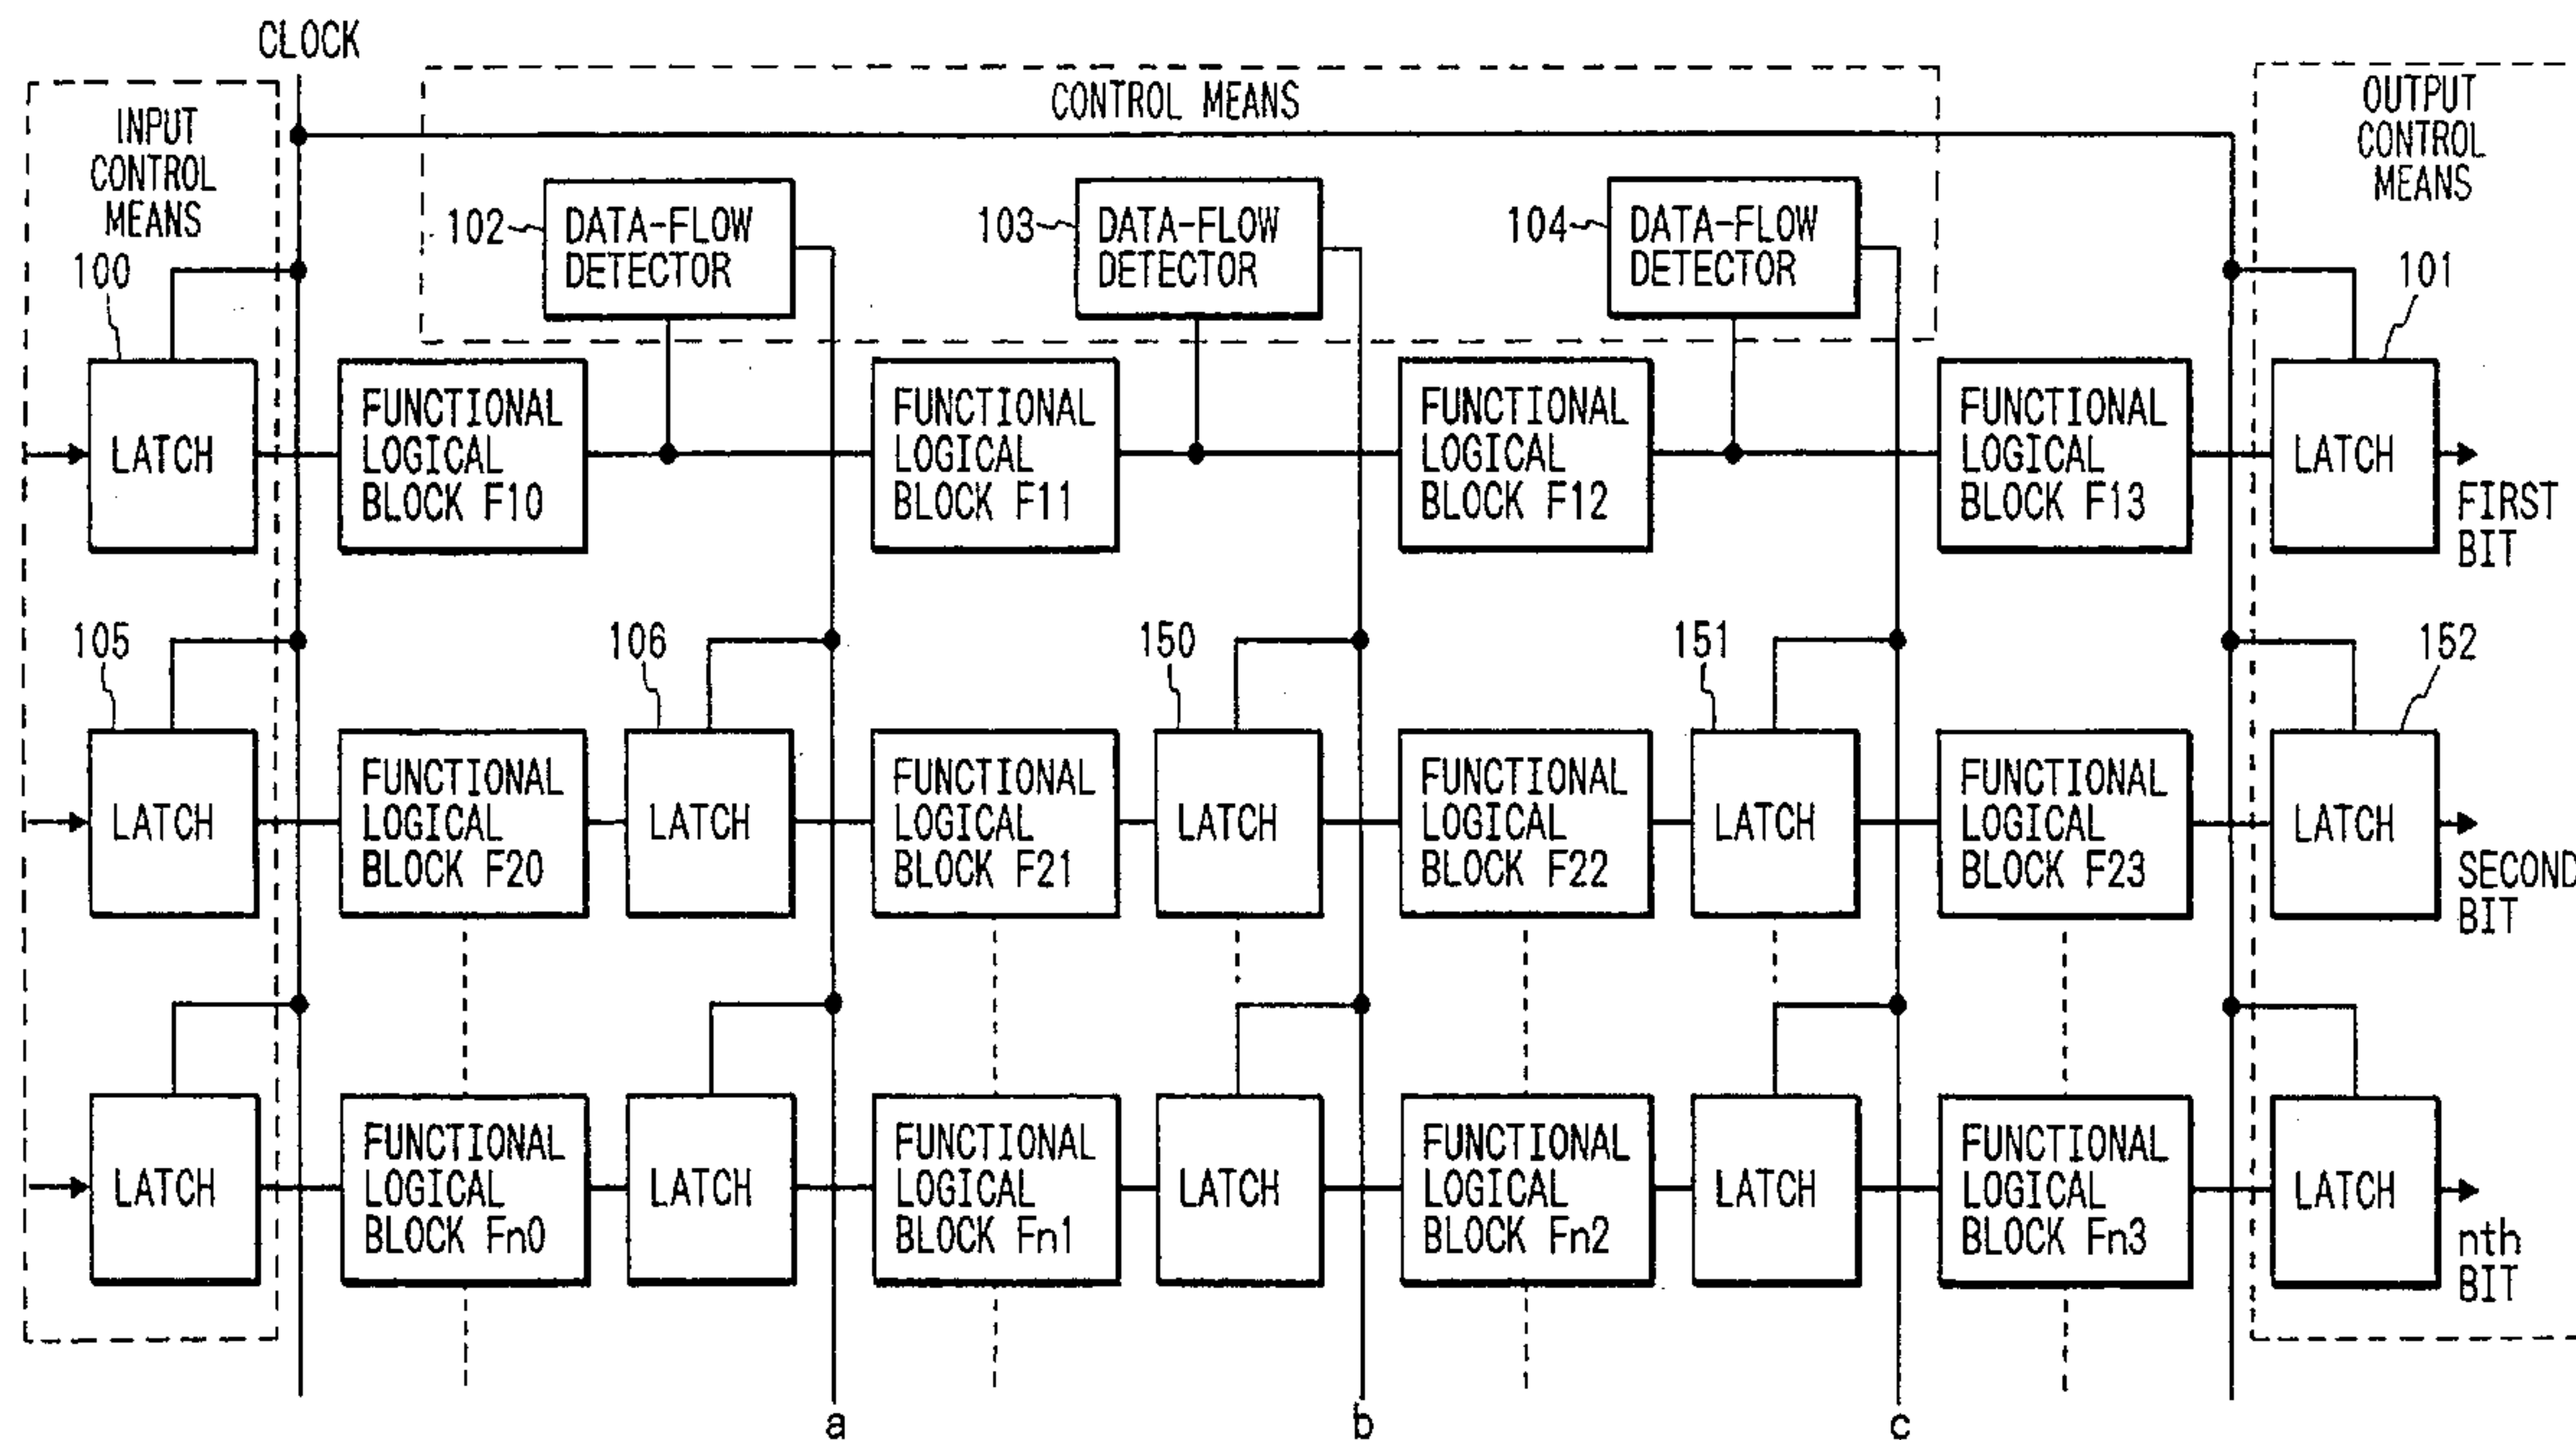 CLOCK
INPUT
CONTROL
MEANS
CONTROL MEANS
OUTPUT
CONTROL
MEANS
102
DATA-FLOW
DETECTOR
103
DATA-FLOW
DETECTOR
104
DATA-FLOW
DETECTOR
100
101
LATCH
FUNCTIONAL
LOGICAL
BLOCK F10
FUNCTIONAL
LOGICAL
BLOCK F11
FUNCTIONAL
LOGICAL
BLOCK F12
FUNCTIONAL
LOGICAL
BLOCK F13
LATCH
FIRST
BIT
105
106
150
151
152
LATCH
FUNCTIONAL
LOGICAL
BLOCK F20
LATCH
FUNCTIONAL
LOGICAL
BLOCK F21
LATCH
FUNCTIONAL
LOGICAL
BLOCK F22
LATCH
FUNCTIONAL
LOGICAL
BLOCK F23
LATCH
SECOND
BIT
LATCH
FUNCTIONAL
LOGICAL
BLOCK Fn0
LATCH
FUNCTIONAL
LOGICAL
BLOCK Fn1
LATCH
FUNCTIONAL
LOGICAL
BLOCK Fn2
LATCH
FUNCTIONAL
LOGICAL
BLOCK Fn3
LATCH
nth
BIT
a
b
c